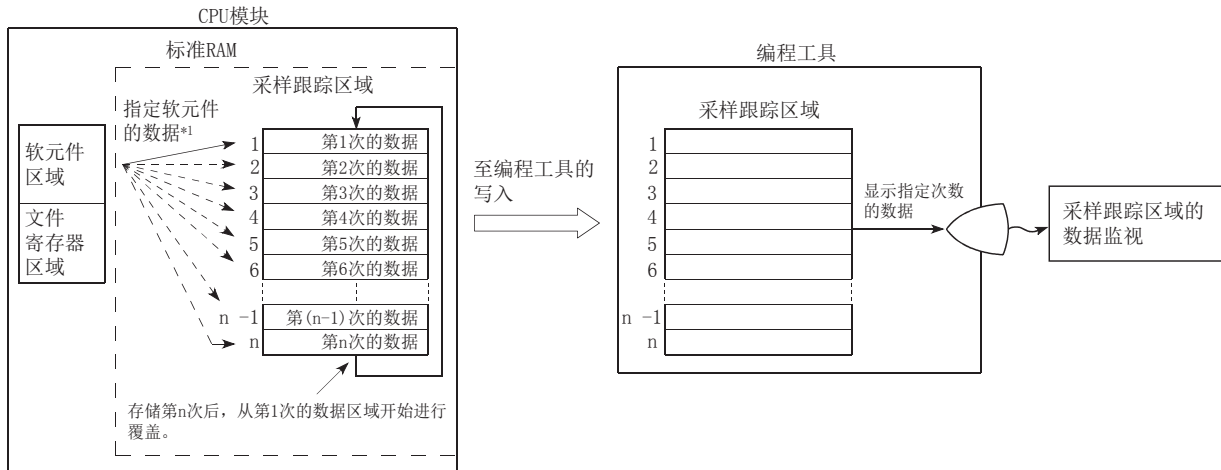 CPU模块
标准RAM
采样跟踪区域
指定软元件
的数据*1
软元件
区域
文件
寄存器
区域
1 第1次的数据
2 第2次的数据
3 第3次的数据
4 第4次的数据
5 第5次的数据
6 第6次的数据
n -1 第(n-1)次的数据
n 第n次的数据
存储第n次后，从第1次的数据区域开始进行
覆盖。
至编程工具的
写入
编程工具
采样跟踪区域
1
2
3
4
5
6
n -1
n
显示指定次数
的数据
采样跟踪区域的
数据监视